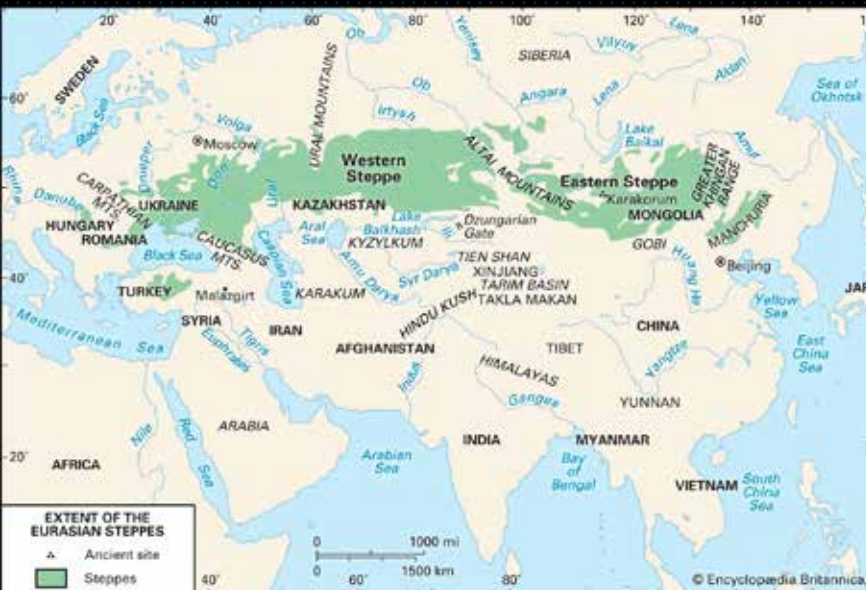 20°
40°
60°
80°
100°
120°
140°
Ob
Yenisey
Lena
Vilyuy
SIBERIA
Aldan
SWEDEN
URAL MOUNTAINS
Ob
Angara
Lena
Sea of
Okhotsk
60°
Black Sea
Irtysh
Volga
Moscow
Lake
Baikal
Amur
Rhine
Dnieper
Don
Western
Steppe
ALTAI MOUNTAINS
Eastern Steppe
GREATER
KHINGAN
RANGE
Danube
CARPATHIAN
MTS.
UKRAINE
Ural
KAZAKHSTAN
Karakorum
MONGOLIA
MANCHURIA
HUNGARY
ROMANIA
Aral
Sea
Lake
Balkhash
Ili
Dzungarian
Gate
KYZYLKUM
GOBI
CAUCASUS
MTS.
Black Sea
Caspian Sea
Amu Darya
Syr Darya
TIEN SHAN
XINJIANG
TARIM BASIN
TAKLA MAKAN
Huang He
Beijing
40°
TURKEY
Malazgirt
KARAKUM
HINDU KUSH
Yellow
Sea
JAP
SYRIA
IRAN
Mediterranean Sea
Euphrates
Tigris
AFGHANISTAN
TIBET
CHINA
East
China
Sea
HIMALAYAS
Yangtze
Indus
Ganges
YUNNAN
Nile
Red
Sea
ARABIA
Arabian
Sea
INDIA
MYANMAR
20°
AFRICA
Bay
of
Bengal
VIETNAM
South
China
Sea
EXTENT OF THE
EURASIAN STEPPES
Ancient site
Steppes
0 1000 mi
0 1500 km
40°
60°
80°
© Encyclopædia Britannica,